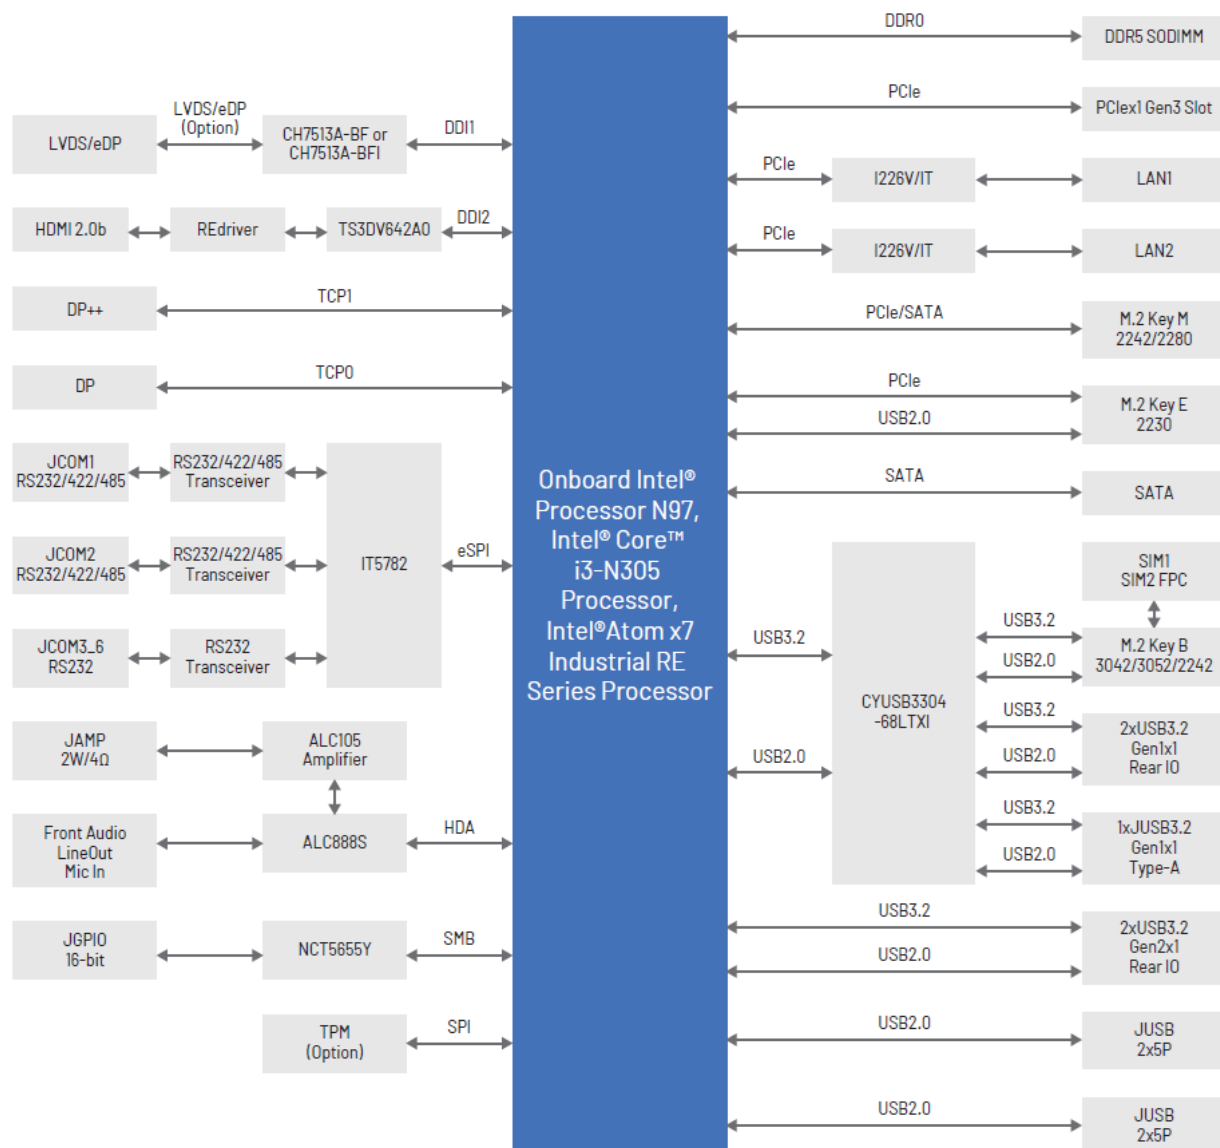 DDR0
DDR5 SODIMM
PCIe
PCIex1 Gen3 Slot
LVDS/eDP
LVDS/eDP
(Option)
CH7513A-BF or
CH7513A-BFI
DDI1
PCIe
I226V/IT
LAN1
HDMI 2.0b
REdriver
TS3DV642A0
DDI2
PCIe
I226V/IT
LAN2
DP++
TCP1
PCIe/SATA
M.2 Key M
2242/2280
DP
TCP0
PCIe
USB2.0
M.2 Key E
2230
JCOM1
RS232/422/485
RS232/422/485
Transceiver
JCOM2
RS232/422/485
RS232/422/485
Transceiver
JCOM3_6
RS232
RS232
Transceiver
IT5782
eSPI
Onboard Intel®
Processor N97,
Intel® Core™
i3-N305
Processor,
Intel®Atom x7
Industrial RE
Series Processor
SATA
SATA
USB3.2
USB2.0
CYUSB3304
-68LTXI
SIM1
SIM2 FPC
USB3.2
USB2.0
M.2 Key B
3042/3052/2242
USB3.2
USB2.0
2xUSB3.2
Gen1x1
Rear IO
USB3.2
USB2.0
1xJUSB3.2
Gen1x1
Type-A
JAMP
2W/4Ω
ALC105
Amplifier
Front Audio
LineOut
Mic In
ALC888S
HDA
JGPIO
16-bit
NCT5655Y
SMB
USB3.2
USB2.0
2xUSB3.2
Gen2x1
Rear IO
TPM
(Option)
SPI
USB2.0
JUSB
2x5P
USB2.0
JUSB
2x5P